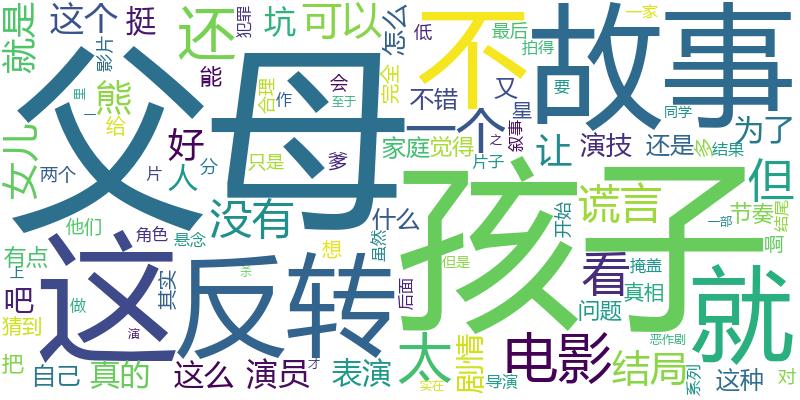 就是
这个
挺
还
坑
可以
怎么
低
犯罪
影片
能
最后
拍得
一家
不
故事
父母
熊
里
一
给
合理
作
会
至于
完全
不错
又
星
要
同学
女儿
好
人
两个
片
分
只是
爹
家庭
觉得
一个
叙事
之
片子
让
演技
还是
多
结果
为了
没有
什么
孩子
谎言
但
他们
角色
悬念
想
虽然
开始
一部
节奏
结尾
有点
上
这
反转
其实
亲
后面
但是
看
掩盖
真相
啊
就
吧
做
问题
猜到
演
太
剧情
电影
结局
恶作剧
系列
把
自己
真的
这么
演员
才
表演
实在
导演
这种
对